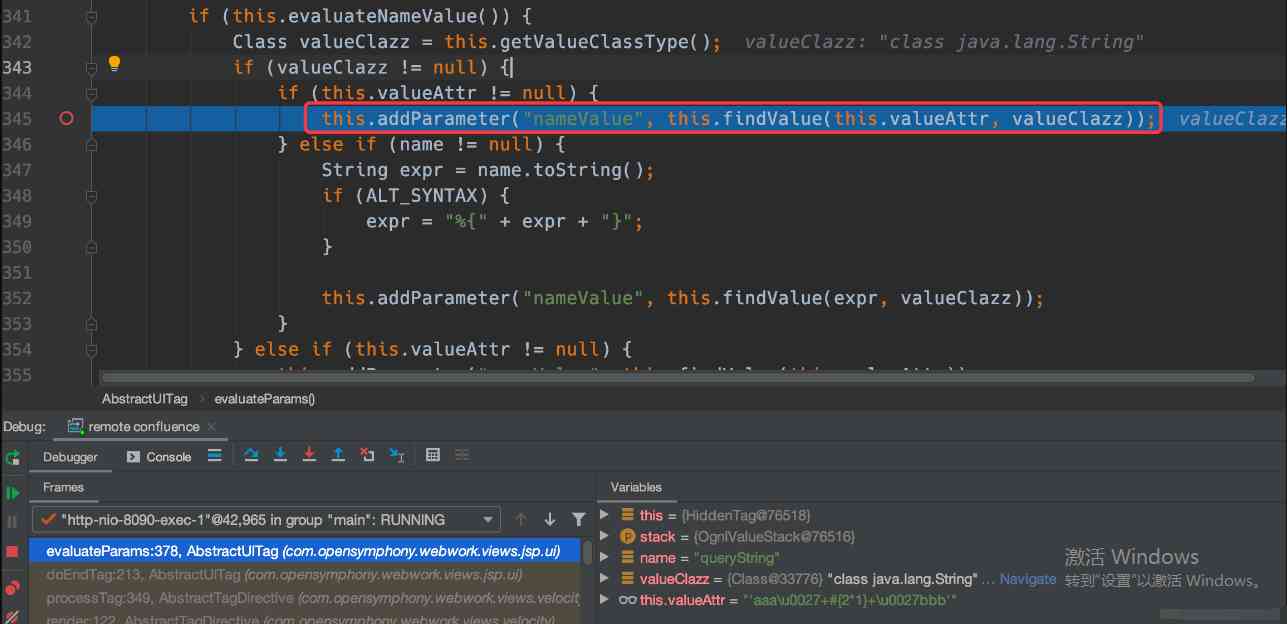 341 if (this.evaluateNameValue()) {
342 Class valueClazz = this.getValueClassType(); valueClazz: "class java.lang.String"
343 if (valueClazz != null) {
344 if (this.valueAttr != null) {
345 this.addParameter("nameValue", this.findValue(this.valueAttr, valueClazz)); valueClazz
346 } else if (name != null) {
347 String expr = name.toString();
348 if (ALT_SYNTAX) {
349 expr = "%{" + expr + "}";
350 }
351
352 this.addParameter("nameValue", this.findValue(expr, valueClazz));
353 }
354 } else if (this.valueAttr != null) {
355
AbstractUITag › evaluateParams()
Debug: remote confluence ×
Debugger Console
Frames
Variables
"http-nio-8090-exec-1"@42,965 in group "main": RUNNING
evaluateParams:378, AbstractUITag (com.opensymphony.webwork.views.jsp.ui)
doEndTag:213, AbstractUITag (com.opensymphony.webwork.views.jsp.ui)
processTag:349, AbstractTagDirective (com.opensymphony.webwork.views.velocity
render:122, AbstractTagDirective (com.opensymphony.webwork.views.velocity)
this = {HiddenTag@76518}
stack = {OgnlValueStack@76516}
name = "queryString"
valueClazz = {Class@33776} "class java.lang.String" … Navigate
this.valueAttr = "'aaa\u0027+#{2*1}+\u0027bbb'"
激活 Windows
转到"设置"以激活 Windows。